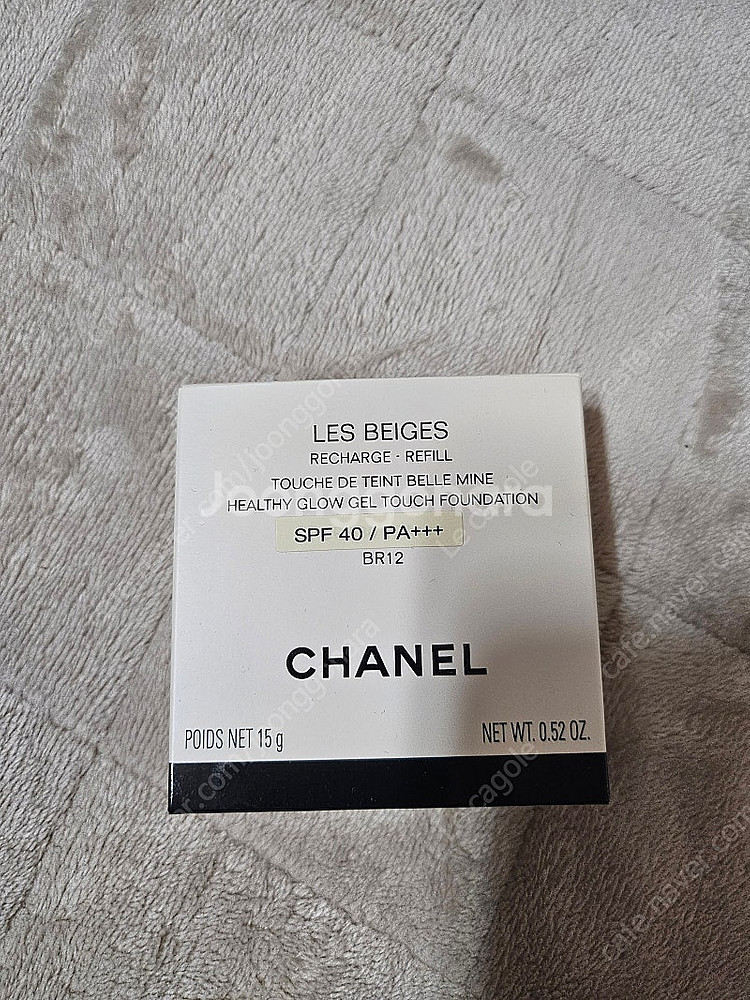 LES BEIGES
RECHARGE - REFILL
TOUCHE DE TEINT BELLE MINE
HEALTHY GLOW GEL TOUCH FOUNDATION
SPF 40 / PA+++
BR12
CHANEL
POIDS NET 15 g
NET WT. 0.52 OZ.